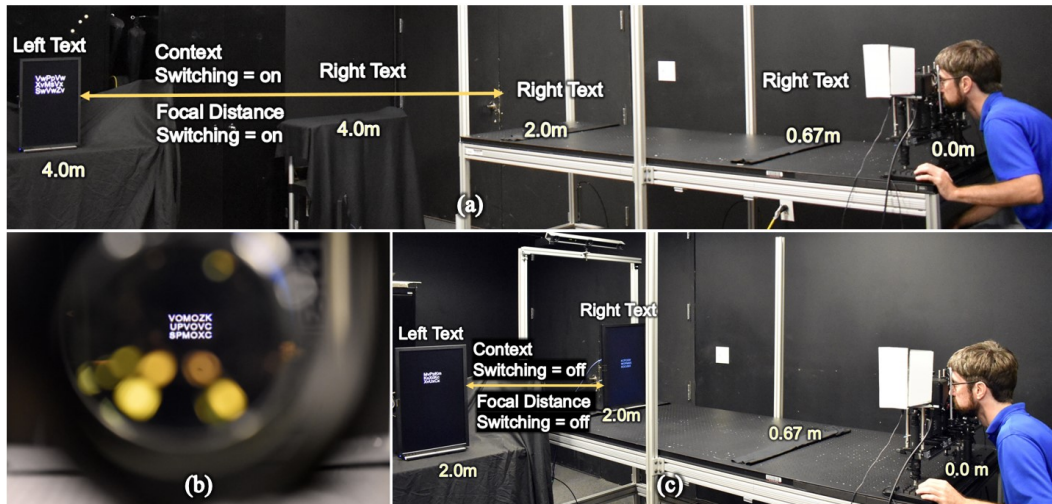 Left Text
VwPpVw
XvMsVx
SwVwZv
Context
Switching = on
Right Text
Focal Distance
Switching = on
4.0m
4.0m
Right Text
2.0m
Right Text
0.67m
0.0m
(a)
VOMOZK
UPVOVC
SPMOXC
(b)
Left Text
Context
Switching = off
Focal Distance
Switching = off
Right Text
2.0m
2.0m
0.67 m
0.0 m
(c)